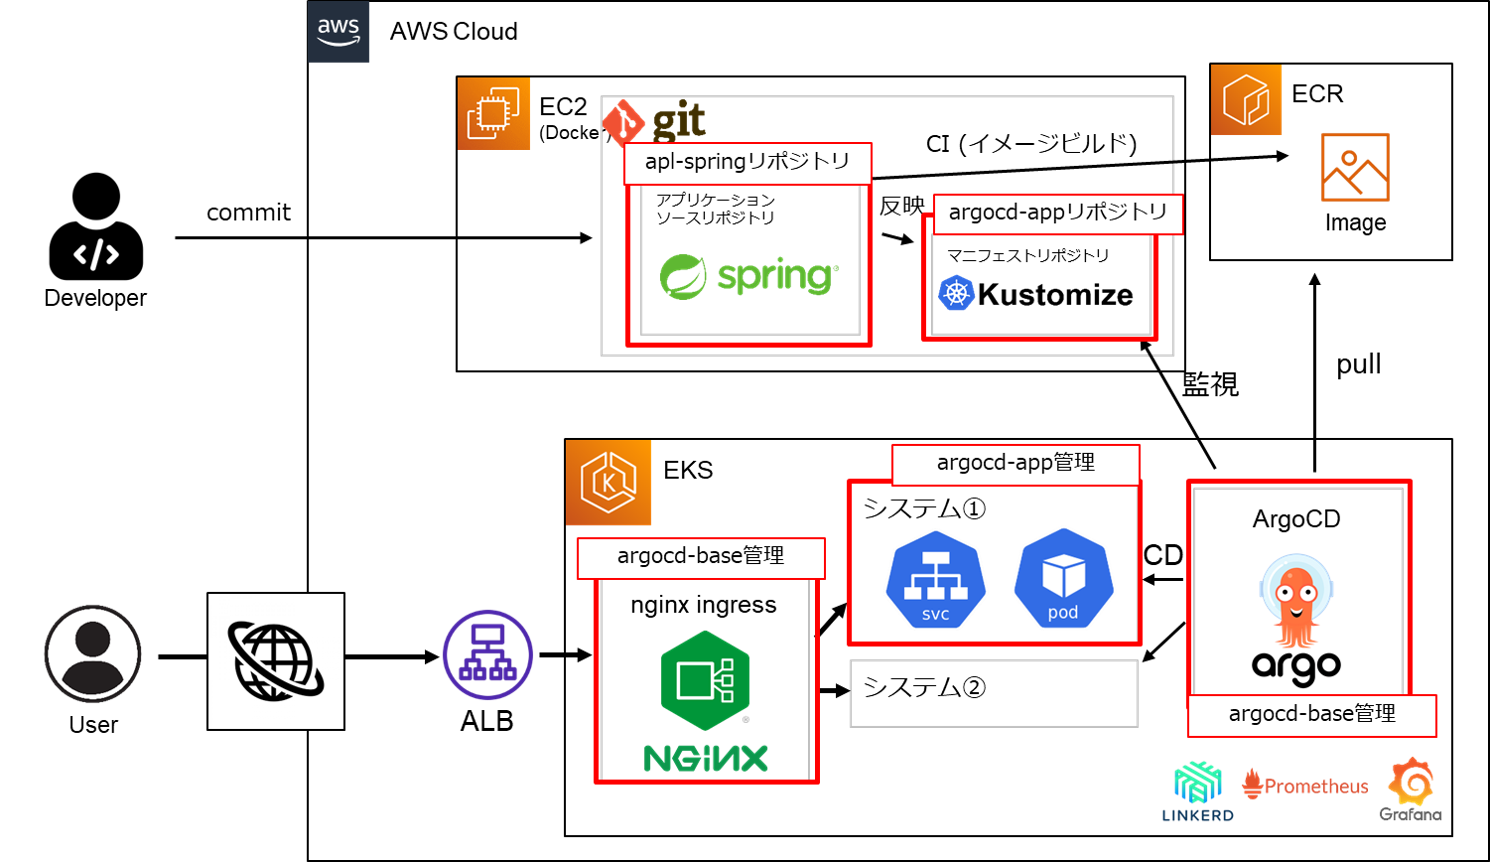 aws
AWS Cloud
EC2
(Docker)
git
apl-springリポジトリ
アプリケーション
ソースリポジトリ
spring
CI (イメージビルド)
反映
argocd-appリポジトリ
マニフェストリポジトリ
Kustomize
ECR
Image
commit
Developer
監視
pull
EKS
argocd-app管理
システム①
svc
pod
CD
ArgoCD
argo
argocd-base管理
argocd-base管理
nginx ingress
NGINX
システム②
User
ALB
LINKERD
Prometheus
Grafana